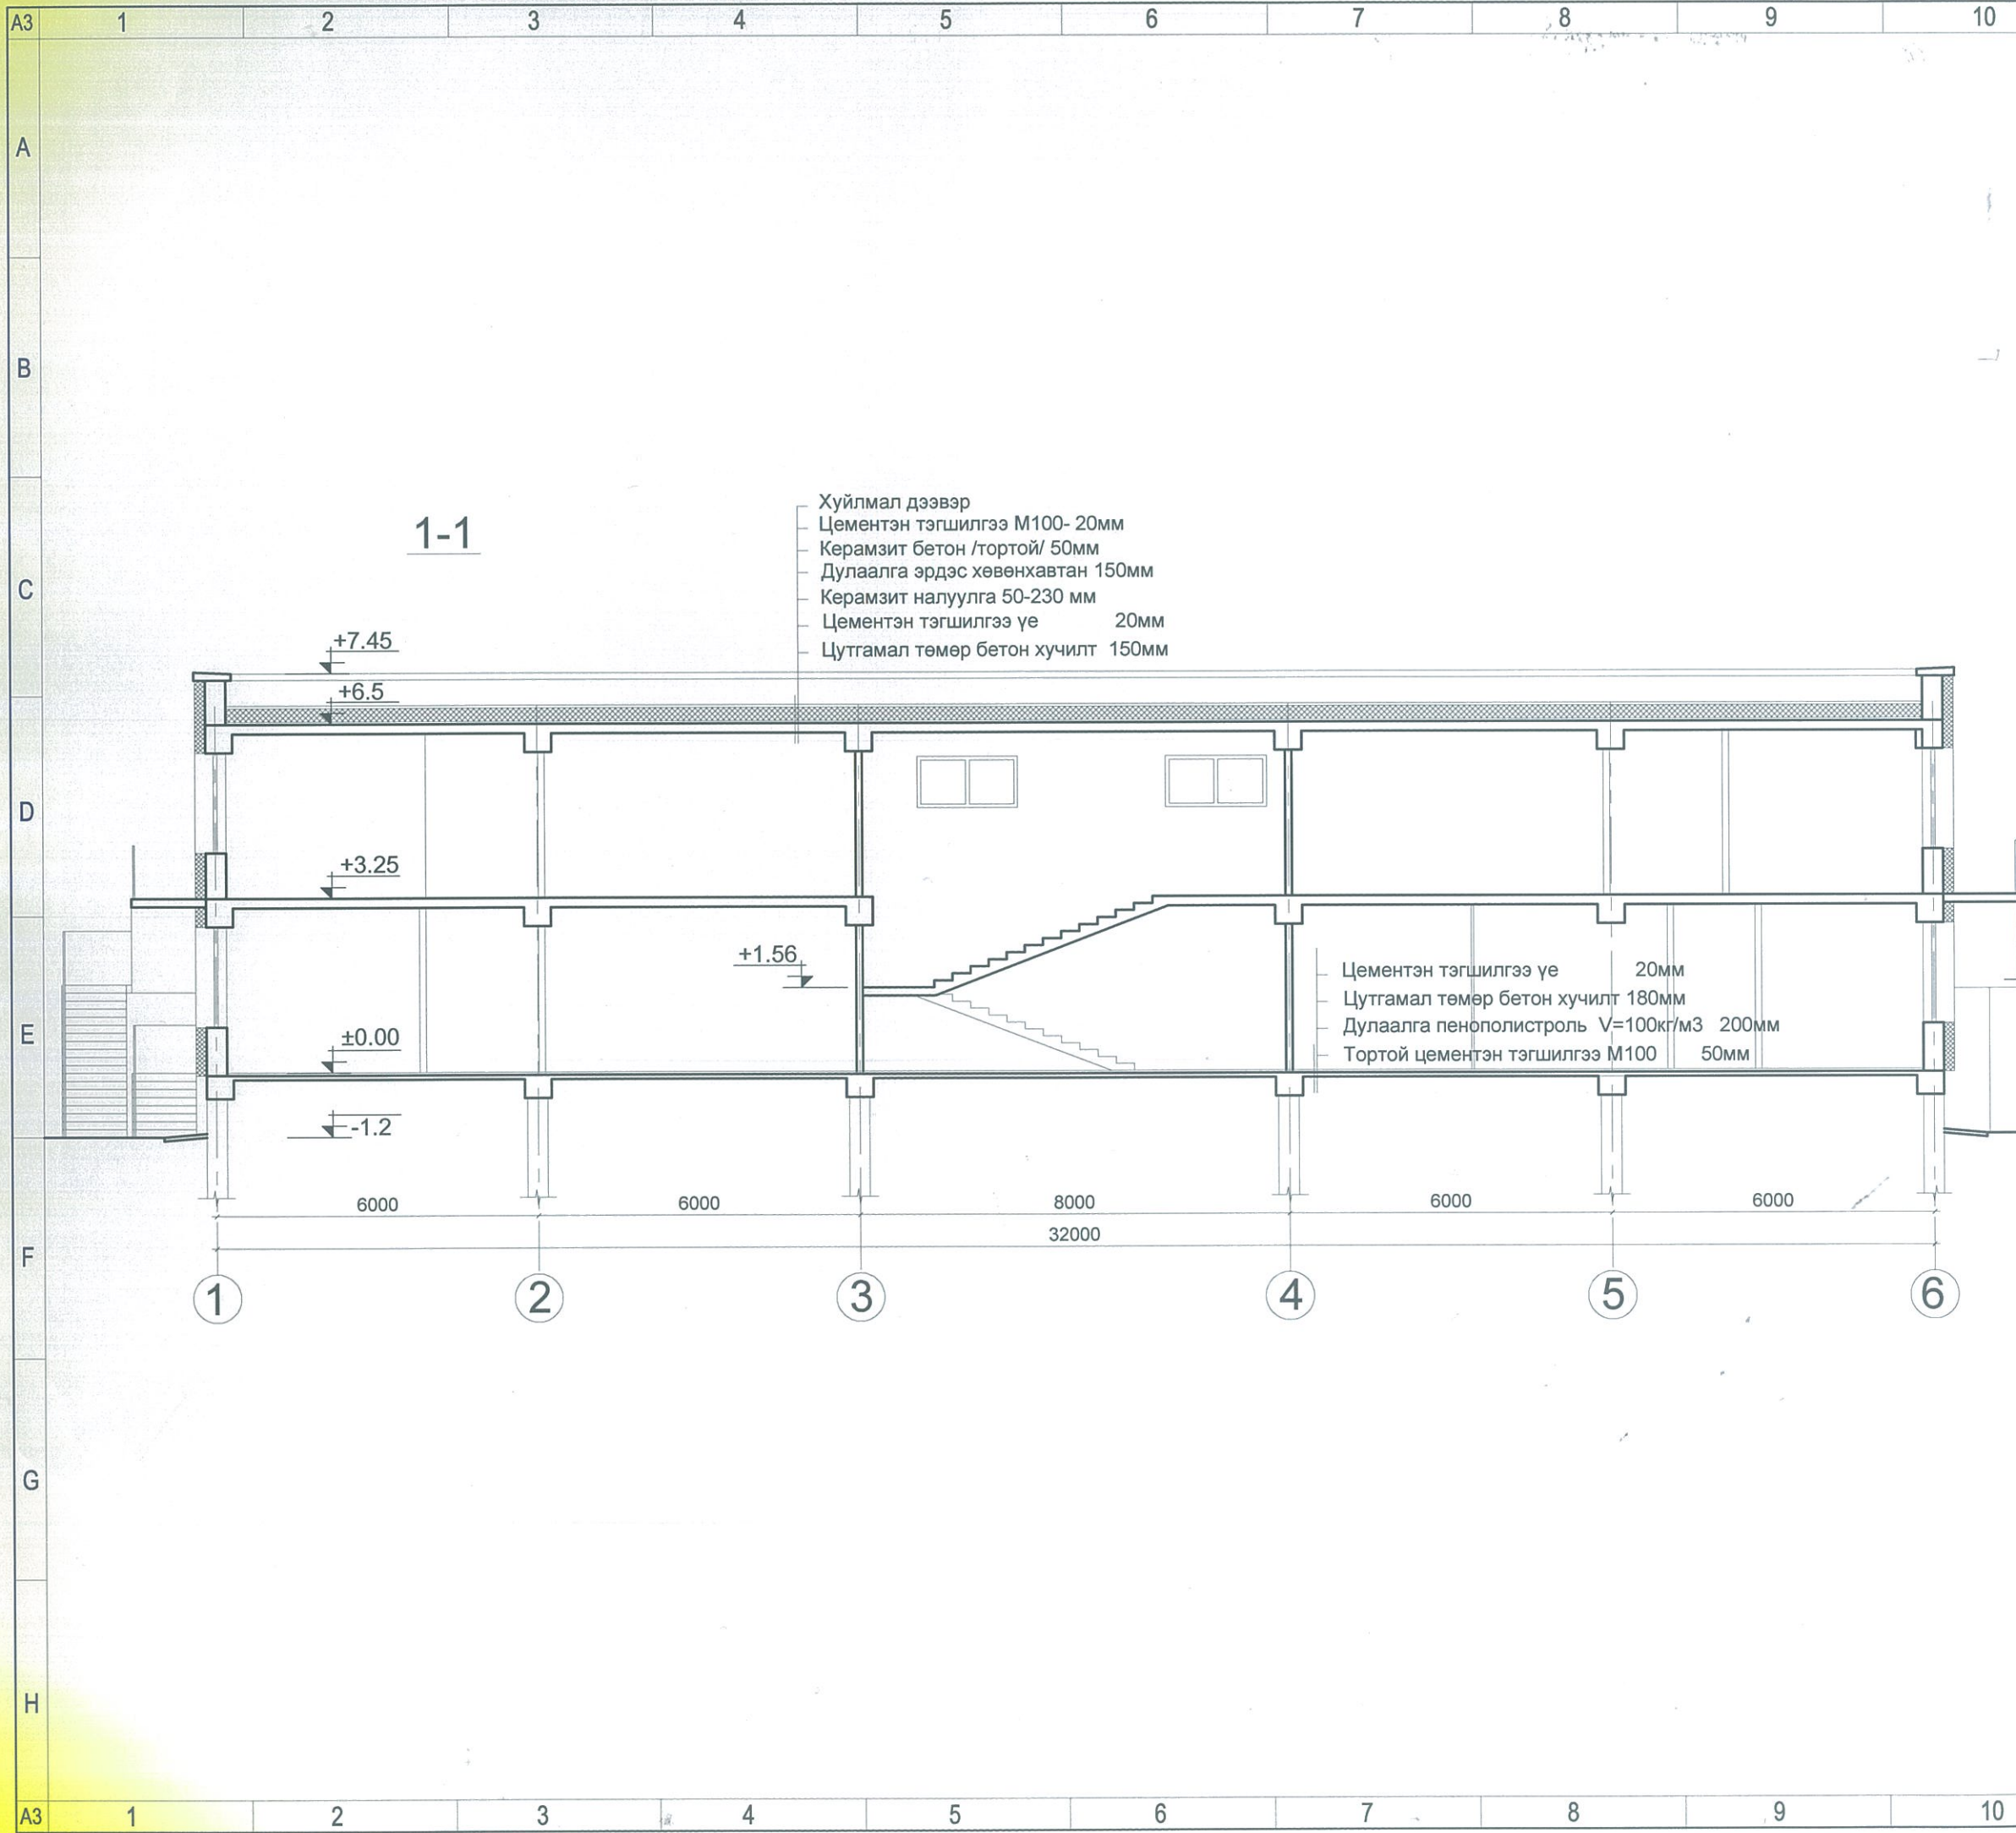 A3 1 2 3 4 5 6 7 8 9 10
A
B
C
D
E
F
G
H
1-1
Хуйлмал дээвэр
Цементэн тэгшилгээ М100- 20мм
Керамзит бетон /тортой/ 50мм
Дулаалга эрдэс хөвөнхавтан 150мм
Керамзит налуулга 50-230 мм
Цементэн тэгшилгээ үе 20мм
Цутгамал төмөр бетон хучилт 150мм
+7.45
+6.5
+3.25
+1.56
±0.00
-1.2
Цементэн тэгшилгээ үе 20мм
Цутгамал төмөр бетон хучилт 180мм
Дулаалга пенополистроль V=100кг/м3 200мм
Тортой цементэн тэгшилгээ М100 50мм
6000 6000 8000 6000 6000
32000
1 2 3 4 5 6
A3 1 2 3 4 5 6 7 8 9 10